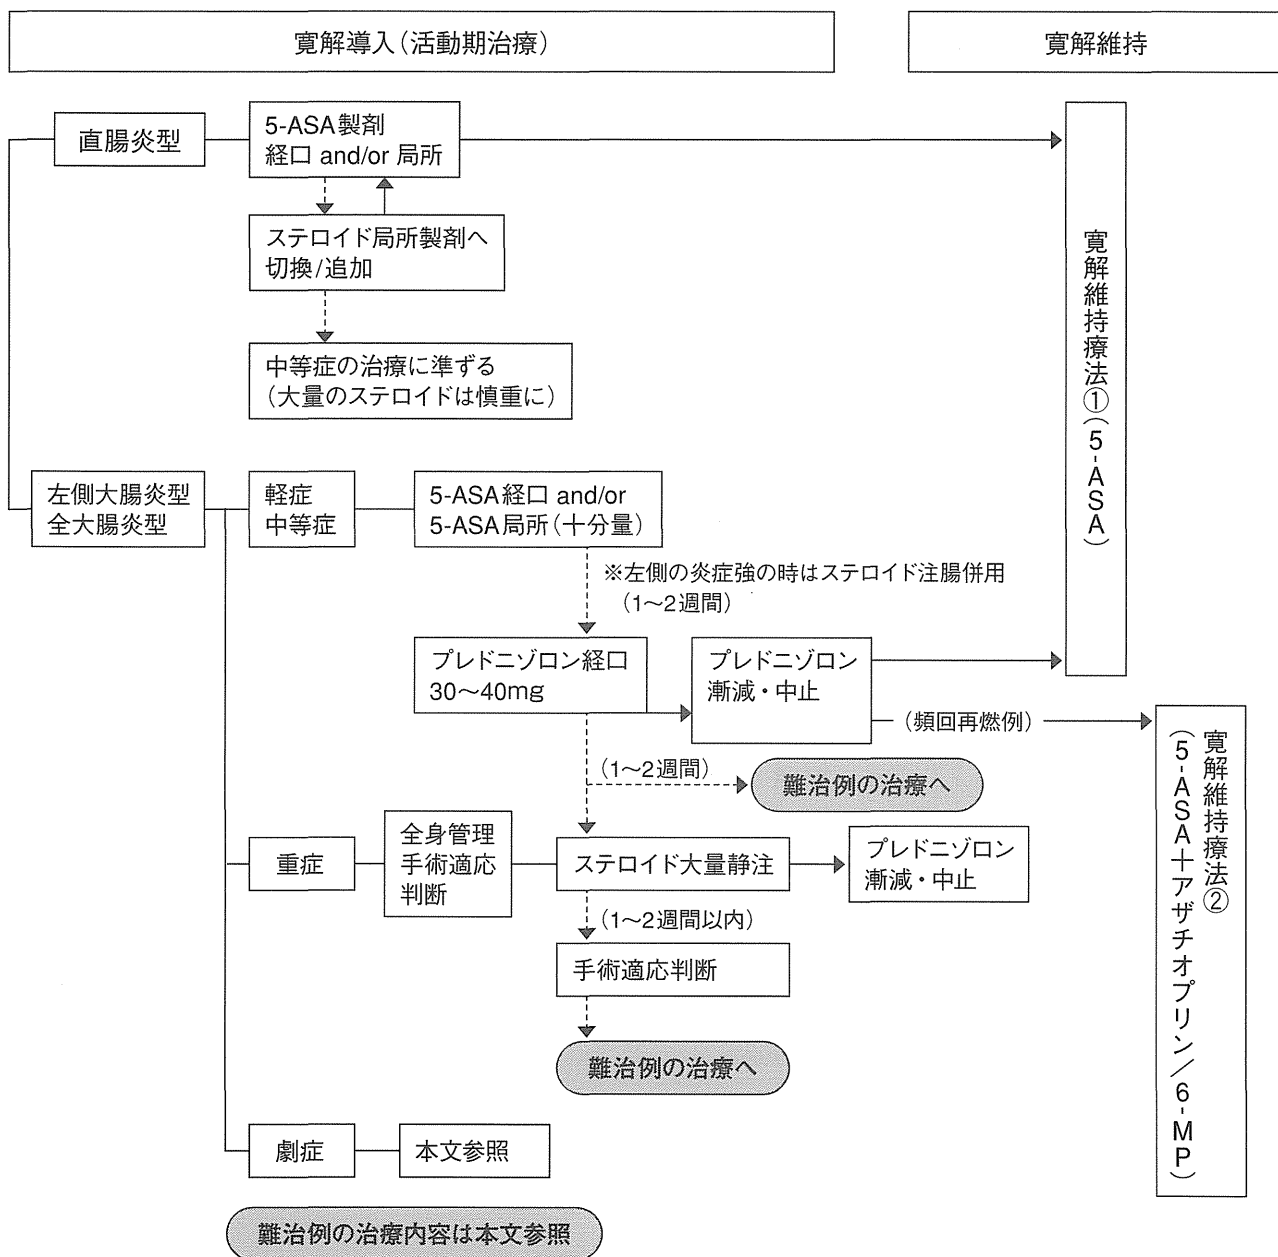 寛解導入(活動期治療)
寛解維持
直腸炎型
5-ASA製剤
経口 and/or 局所
ステロイド局所製剤へ
切換/追加
中等症の治療に準ずる
(大量のステロイドは慎重に)
左側大腸炎型
全大腸炎型
軽症
中等症
5-ASA経口 and/or
5-ASA局所(十分量)
※左側の炎症強の時はステロイド注腸併用
(1〜2週間)
プレドニゾロン経口
30〜40mg
プレドニゾロン
漸減・中止
(頻回再燃例)
(1〜2週間)
難治例の治療へ
重症
全身管理
手術適応
判断
ステロイド大量静注
プレドニゾロン
漸減・中止
(1〜2週間以内)
手術適応判断
難治例の治療へ
劇症
本文参照
難治例の治療内容は本文参照
寛解維持療法①(5-ASA)
寛解維持療法②
(5-ASA+アザチオプリン/6-MP)